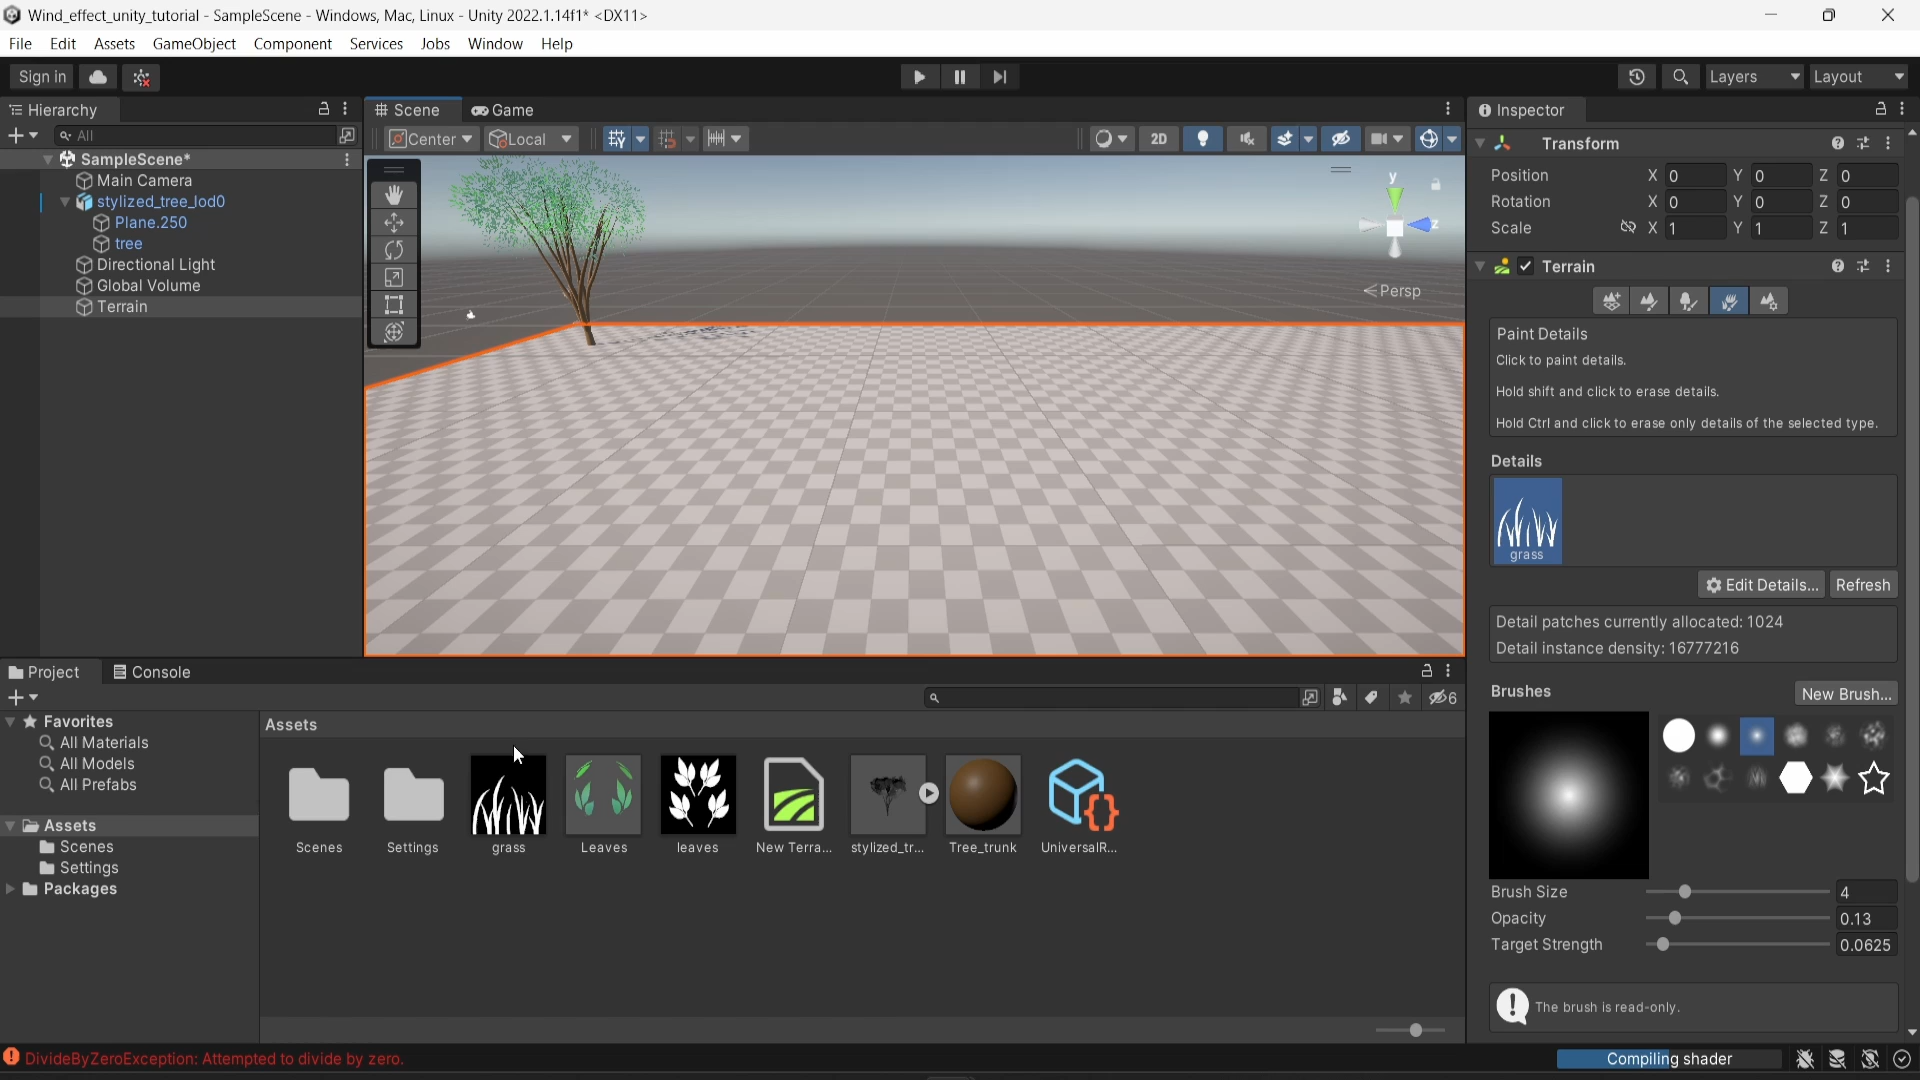 Wind_effect_unity_tutorial - SampleScene - Windows, Mac, Linux - Unity 2022.1.14f1* <DX11>
File Edit Assets GameObject Component Services Jobs Window Help
Sign in
Layers
Layout
Hierarchy
All
SampleScene*
Main Camera
stylized_tree_lod0
Plane.250
tree
Directional Light
Global Volume
Terrain
Scene
Game
Center
Local
2D
y
z
Persp
Inspector
Transform
Position X 0 Y 0 Z 0
Rotation X 0 Y 0 Z 0
Scale X 1 Y 1 Z 1
Terrain
Paint Details
Click to paint details.
Hold shift and click to erase details.
Hold Ctrl and click to erase only details of the selected type.
Details
grass
Edit Details...
Refresh
Detail patches currently allocated: 1024
Detail instance density: 16777216
Brushes
New Brush...
Brush Size 4
Opacity 0.13
Target Strength 0.0625
The brush is read-only.
Project
Console
6
Favorites
All Materials
All Models
All Prefabs
Assets
Scenes
Settings
Packages
Assets
Scenes
Settings
grass
Leaves
leaves
New Terra...
stylized_tr...
Tree_trunk
UniversalR...
DivideByZeroException: Attempted to divide by zero.
Compiling shader